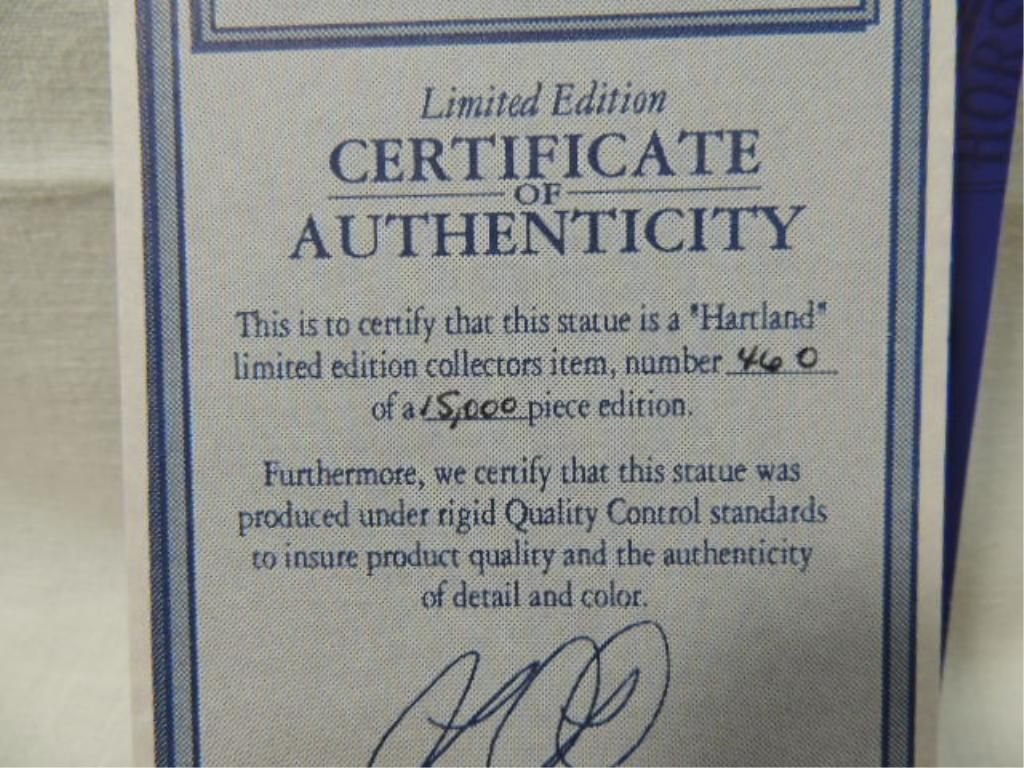 Limited Edition
CERTIFICATE
OF
AUTHENTICITY
This is to certify that this statue is a "Hartland"
limited edition collectors item, number 460
of a 15,000 piece edition.
Furthermore, we certify that this statue was
produced under rigid Quality Control standards
to insure product quality and the authenticity
of detail and color.